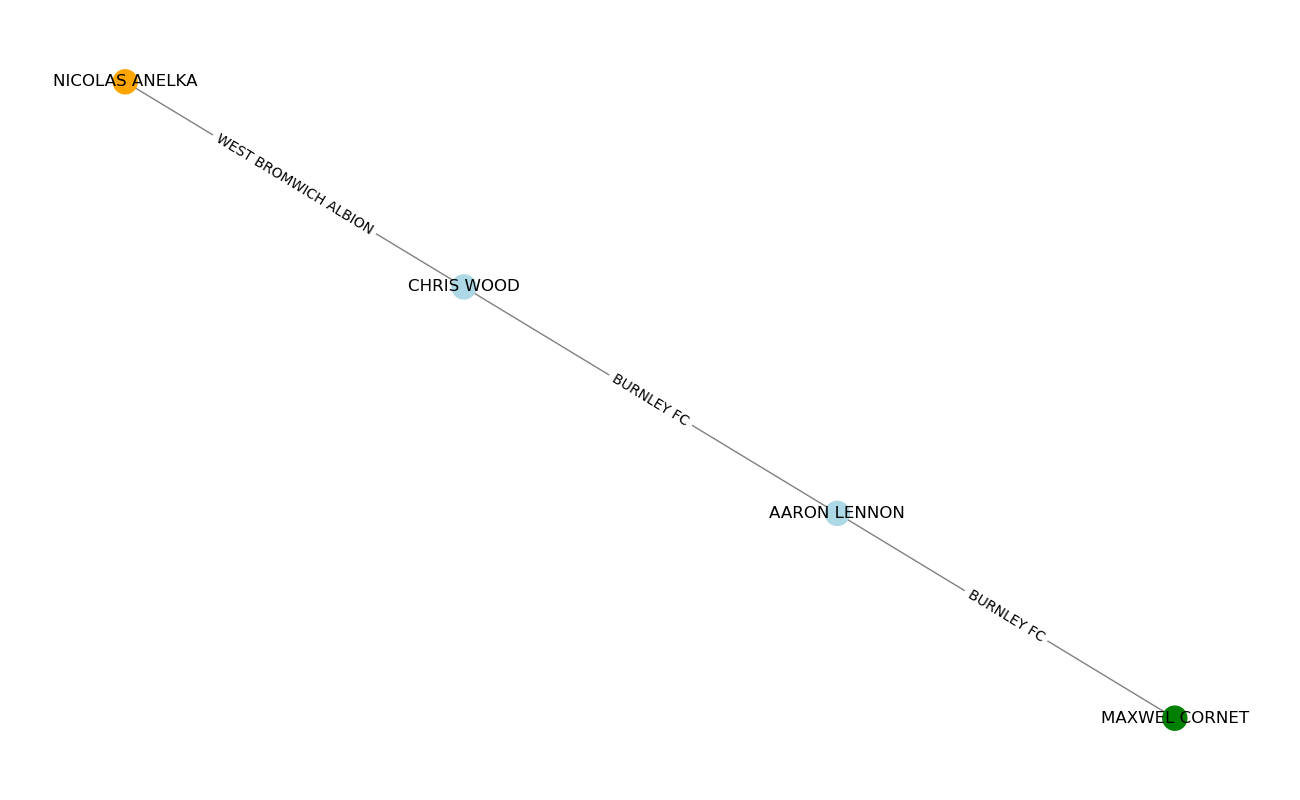 NICOLAS ANELKA
WEST BROMWICH ALBION
CHRIS WOOD
BURNLEY FC
AARON LENNON
BURNLEY FC
MAXWEL CORNET